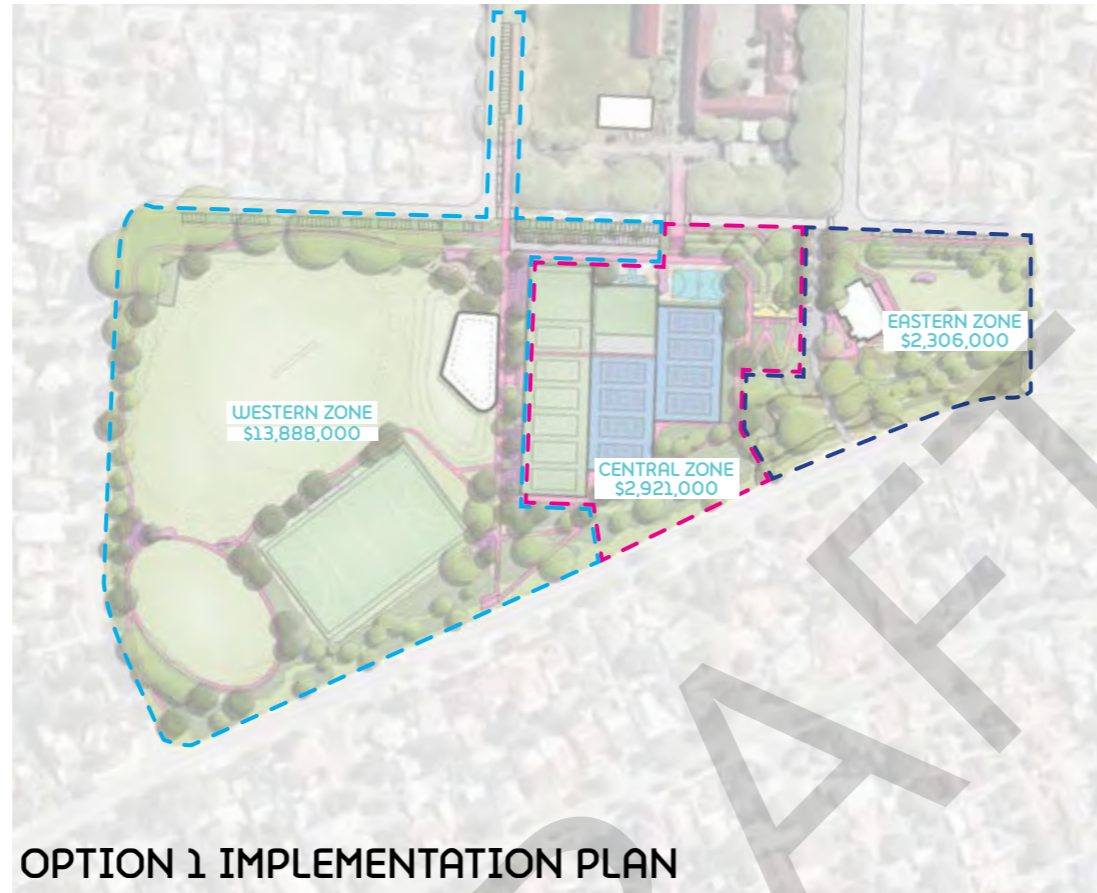 WESTERN ZONE
$13,888,000
CENTRAL ZONE
$2,921,000
EASTERN ZONE
$2,306,000
DRAFT
OPTION 1 IMPLEMENTATION PLAN